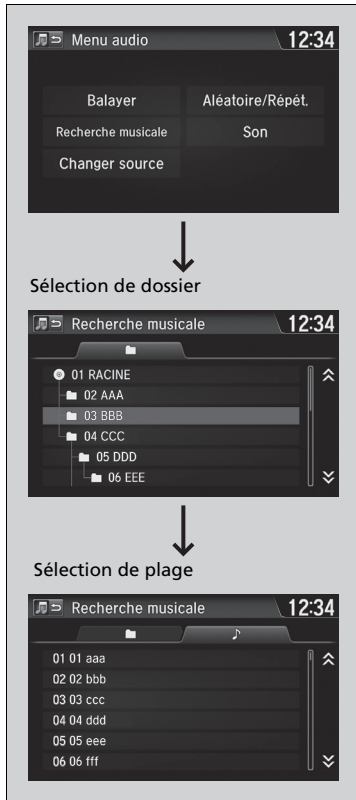 Menu audio 12:34
Balayer Aléatoire/Répét.
Recherche musicale Son
Changer source
Sélection de dossier
Recherche musicale 12:34
01 RACINE
02 AAA
03 BBB
04 CCC
05 DDD
06 EEE
Sélection de plage
Recherche musicale 12:34
01 01 aaa
02 02 bbb
03 03 ccc
04 04 ddd
05 05 eee
06 06 fff